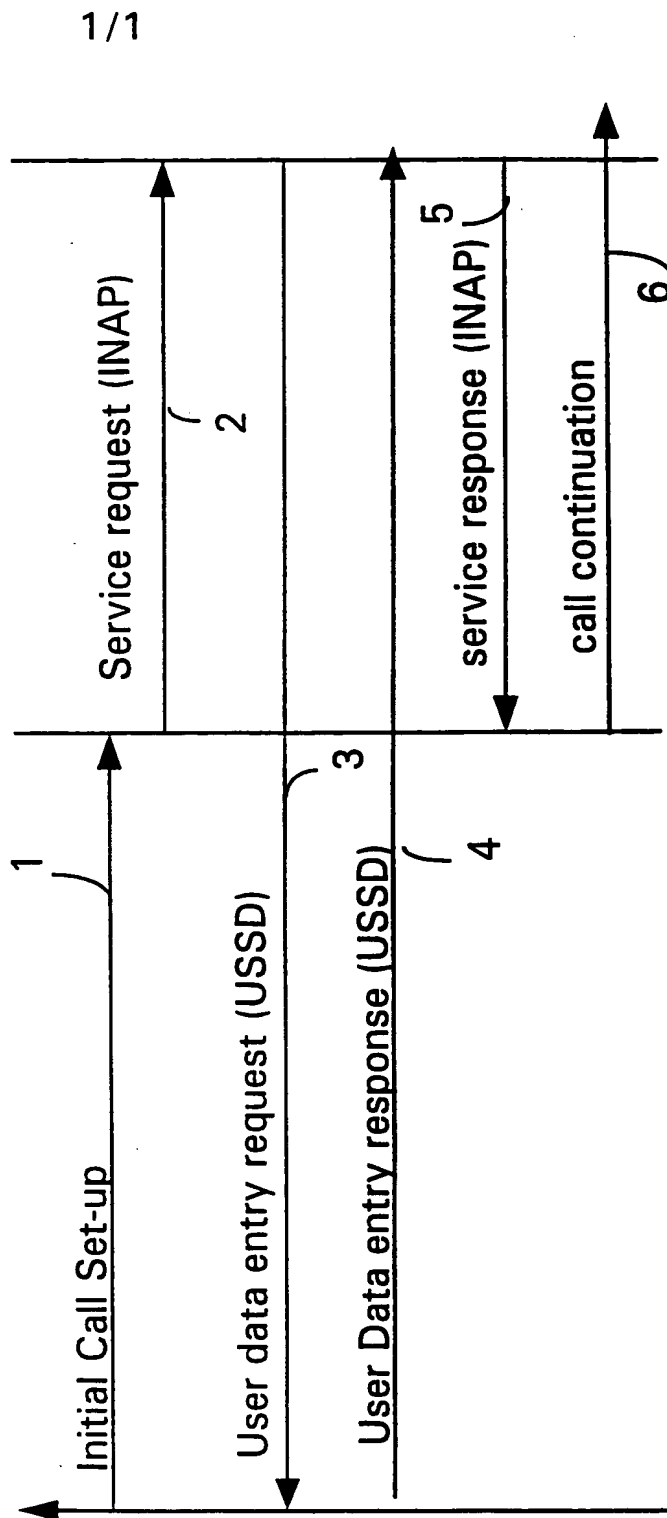 1/1
Initial Call Set-up
1
Service request (INAP)
2
User data entry request (USSD)
3
User Data entry response (USSD)
4
service response (INAP)
5
call continuation
6